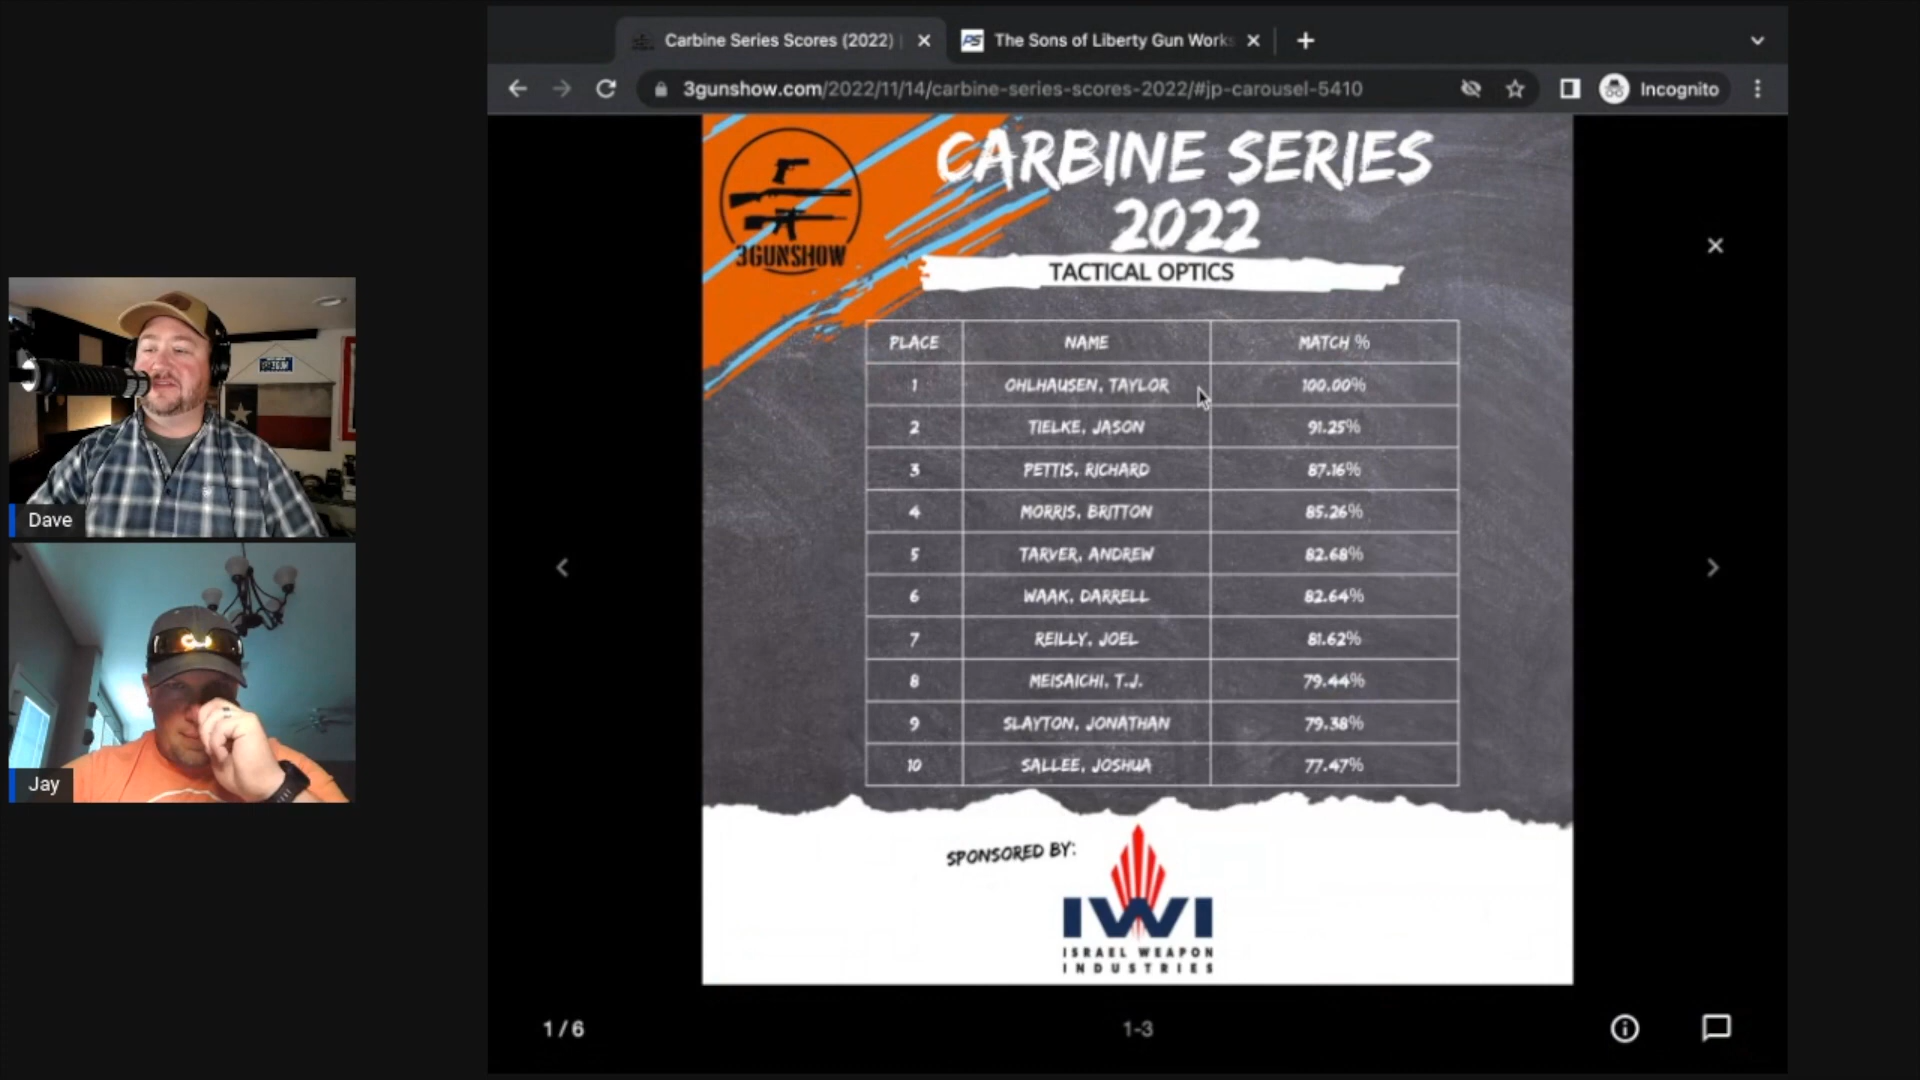 Carbine Series Scores (2022)
The Sons of Liberty Gun Works
3gunshow.com/2022/11/14/carbine-series-scores-2022/#jp-carousel-5410
Incognito
3GUNSHOW
CARBINE SERIES
2022
TACTICAL OPTICS
PLACE NAME MATCH %
1 OHLHAUSEN, TAYLOR 100.00%
2 TIELKE, JASON 91.25%
3 PETTIS, RICHARD 87.16%
4 MORRIS, BRITTON 85.26%
5 TARVER, ANDREW 82.68%
6 WAAK, DARRELL 82.64%
7 REILLY, JOEL 81.62%
8 MEISAICHI, T.J. 79.44%
9 SLAYTON, JONATHAN 79.38%
10 SALLEE, JOSHUA 77.47%
SPONSORED BY:
IWI
ISRAEL WEAPON
INDUSTRIES
1 / 6
1-3
Dave
Jay